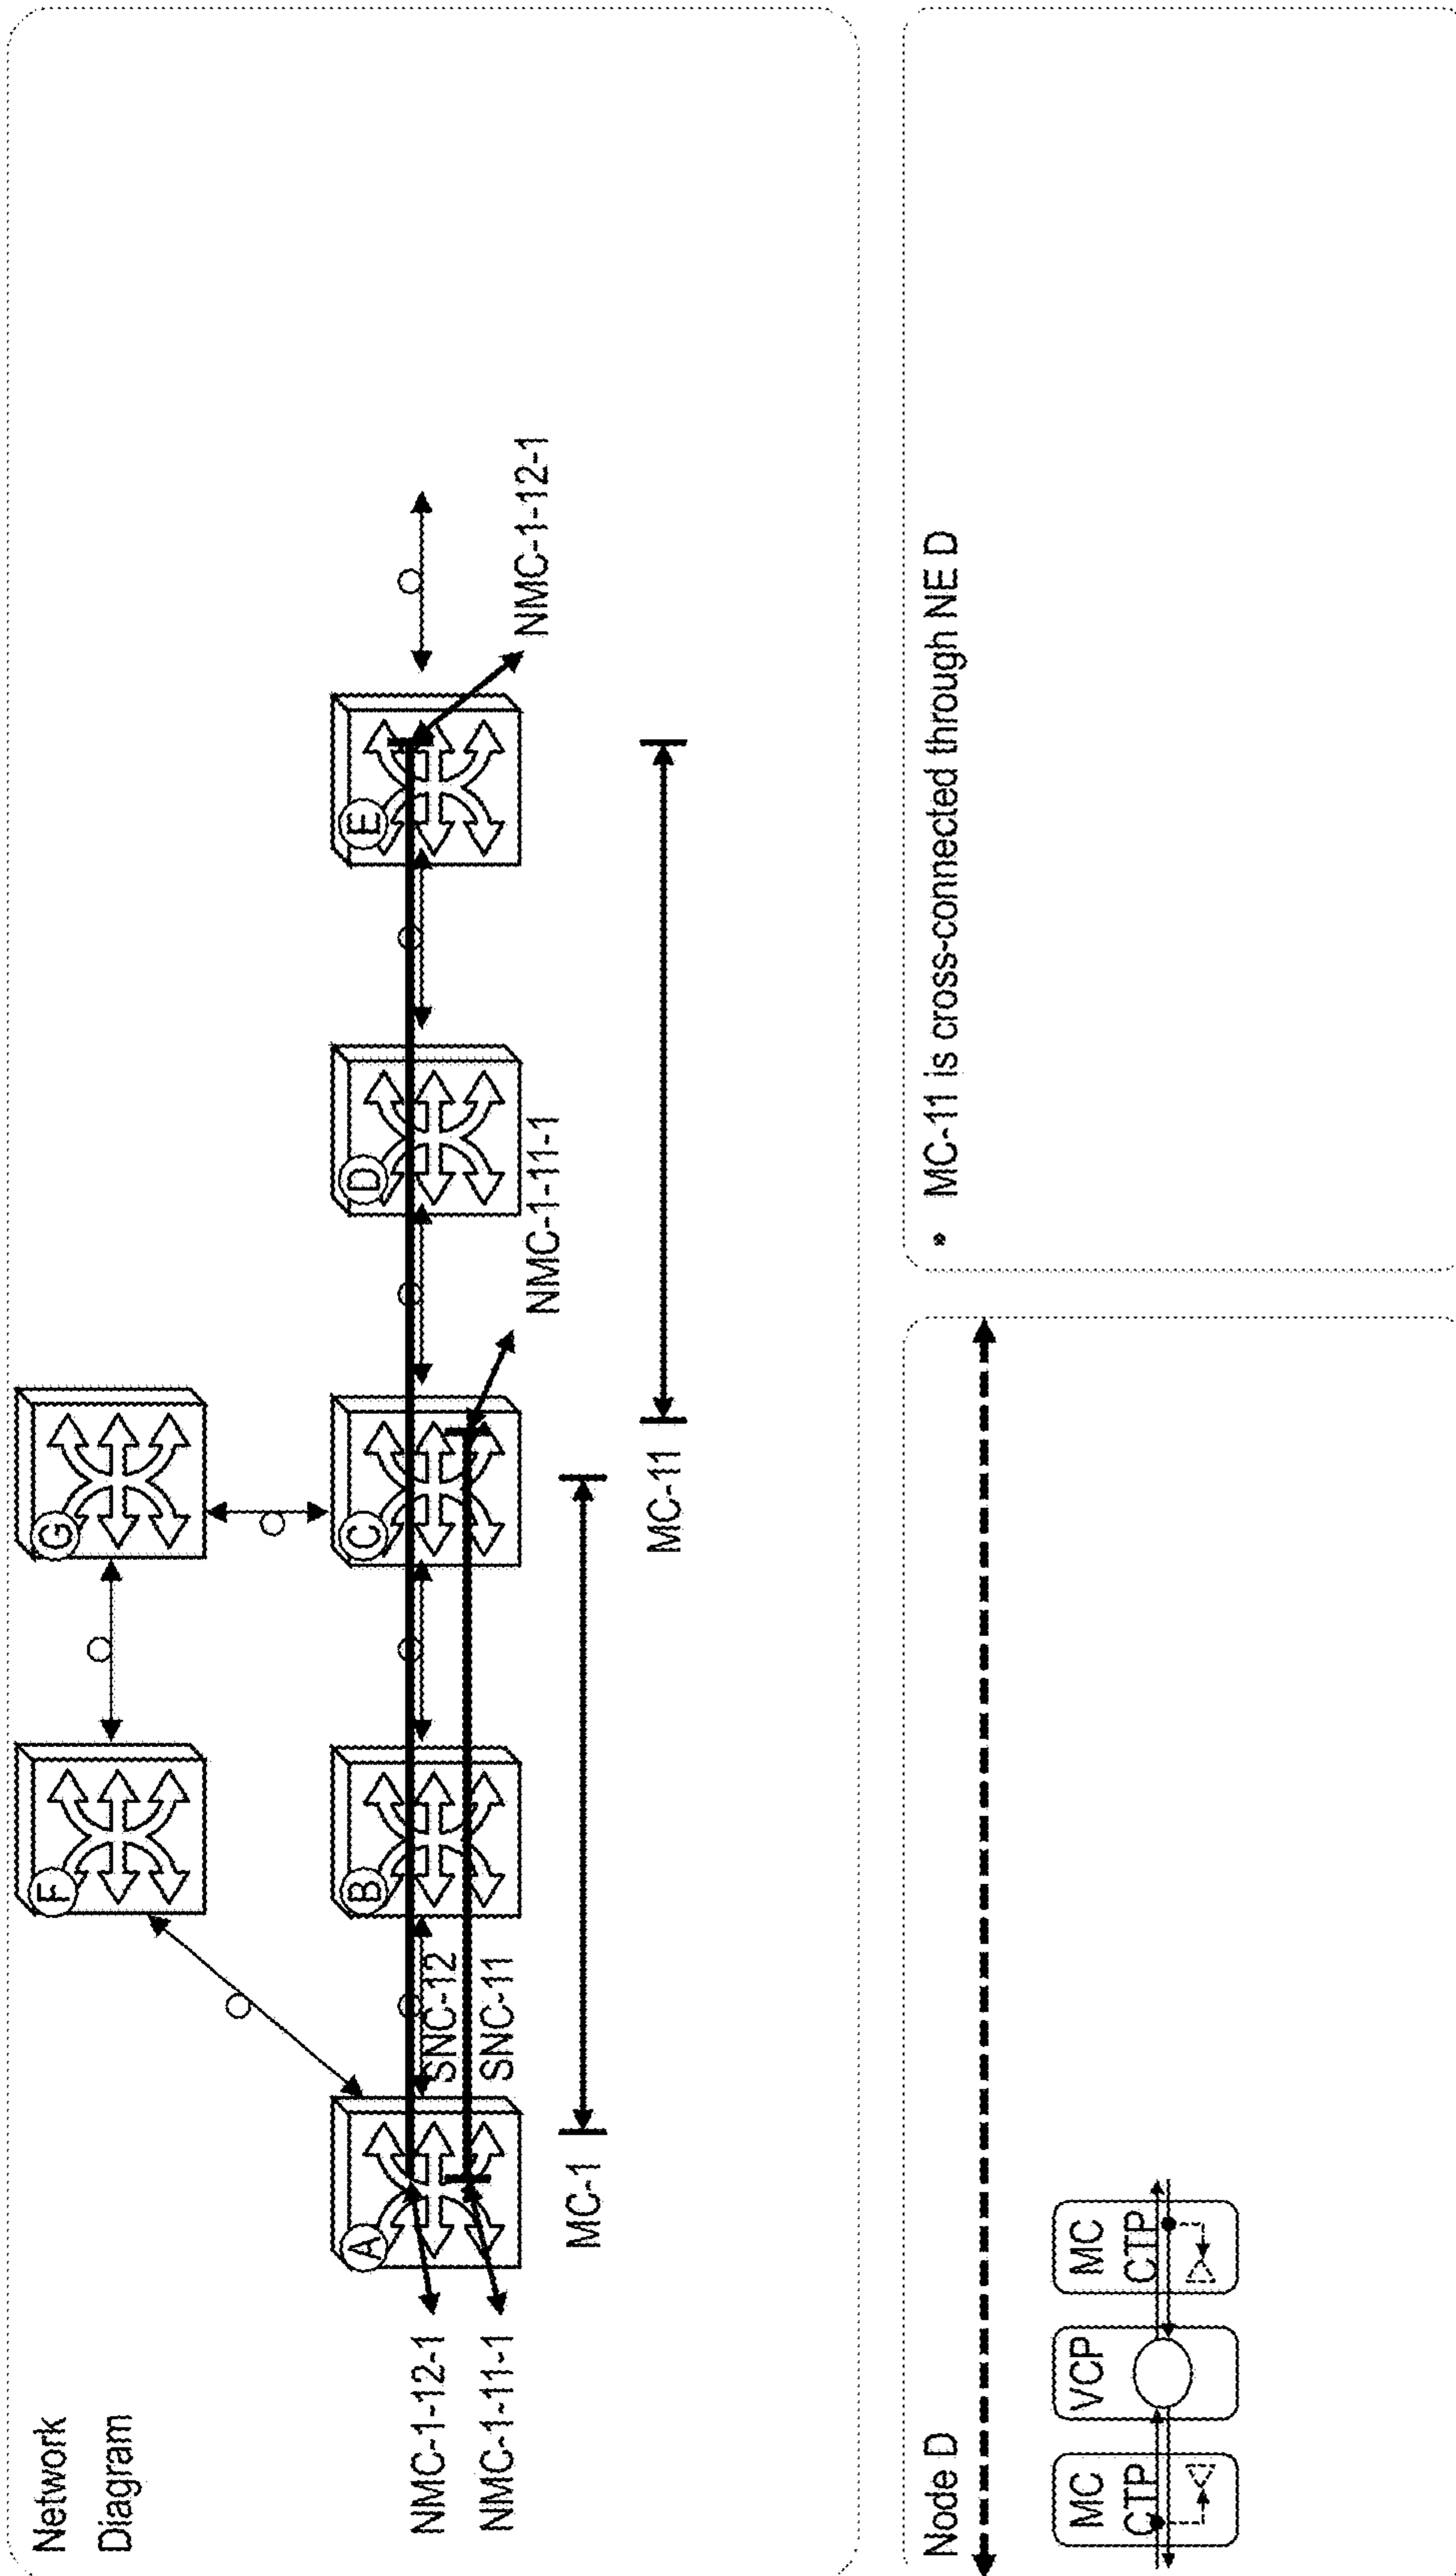 Network
Diagram
F
G
A
B
C
D
E
NMC-1-12-1
NMC-1-11-1
SNC-12
SNC-11
NMC-1-11-1
NMC-1-12-1
MC-1
MC-11
Node D
MC
CTP
VCP
MC
CTP
• MC-11 is cross-connected through NE D